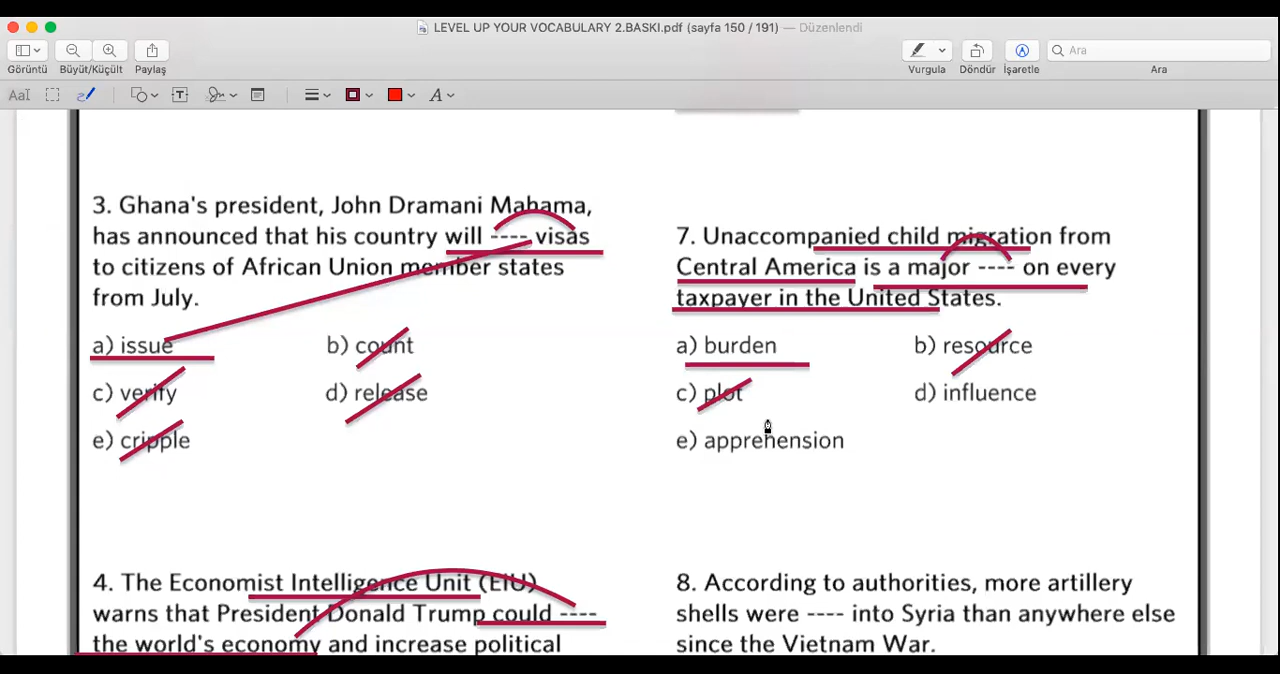 LEVEL UP YOUR VOCABULARY 2.BASKI.pdf (sayfa 150 / 191) — Düzenlendi
Ara
Görüntü Büyüt/Küçült Paylaş Vurgula Döndür İşaretle Ara
3. Ghana's president, John Dramani Mahama,
has announced that his country will ---- visas
to citizens of African Union member states
from July.
a) issue b) count
c) verify d) release
e) cripple
4. The Economist Intelligence Unit (EIU)
warns that President Donald Trump could ----
the world's economy and increase political
7. Unaccompanied child migration from
Central America is a major ---- on every
taxpayer in the United States.
a) burden b) resource
c) plot d) influence
e) apprehension
8. According to authorities, more artillery
shells were ---- into Syria than anywhere else
since the Vietnam War.